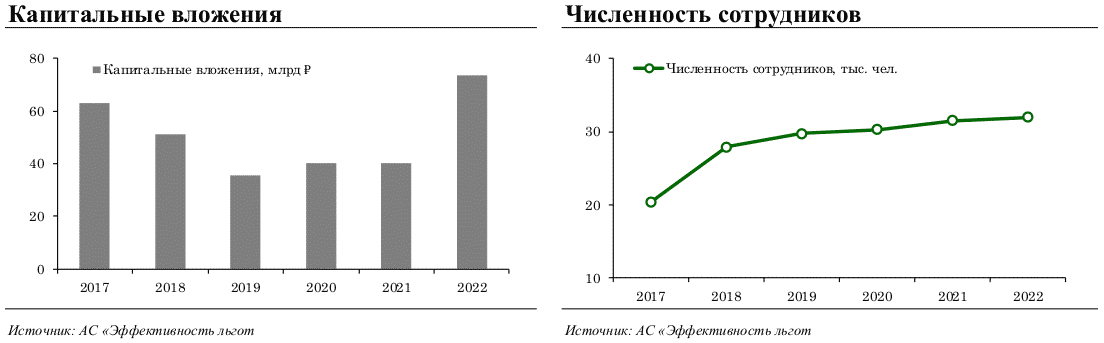 Капитальные вложения
80
Капитальные вложения, млрд ₽
60
40
20
0
2017 2018 2019 2020 2021 2022
Источник: АС «Эффективность льгот
Численность сотрудников
40
Численность сотрудников, тыс. чел.
30
20
10
2017 2018 2019 2020 2021 2022
Источник: АС «Эффективность льгот